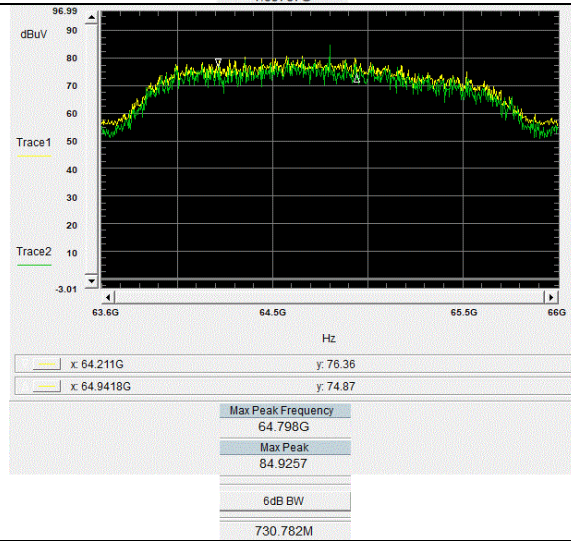 96.99
dBuV
90
80
70
60
Trace1
50
40
30
20
Trace2
10
-3.01
63.6G 64.5G 65.5G 66G
Hz
x: 64.211G y: 76.36
x: 64.9418G y: 74.87
Max Peak Frequency
64.798G
Max Peak
84.9257
6dB BW
730.782M